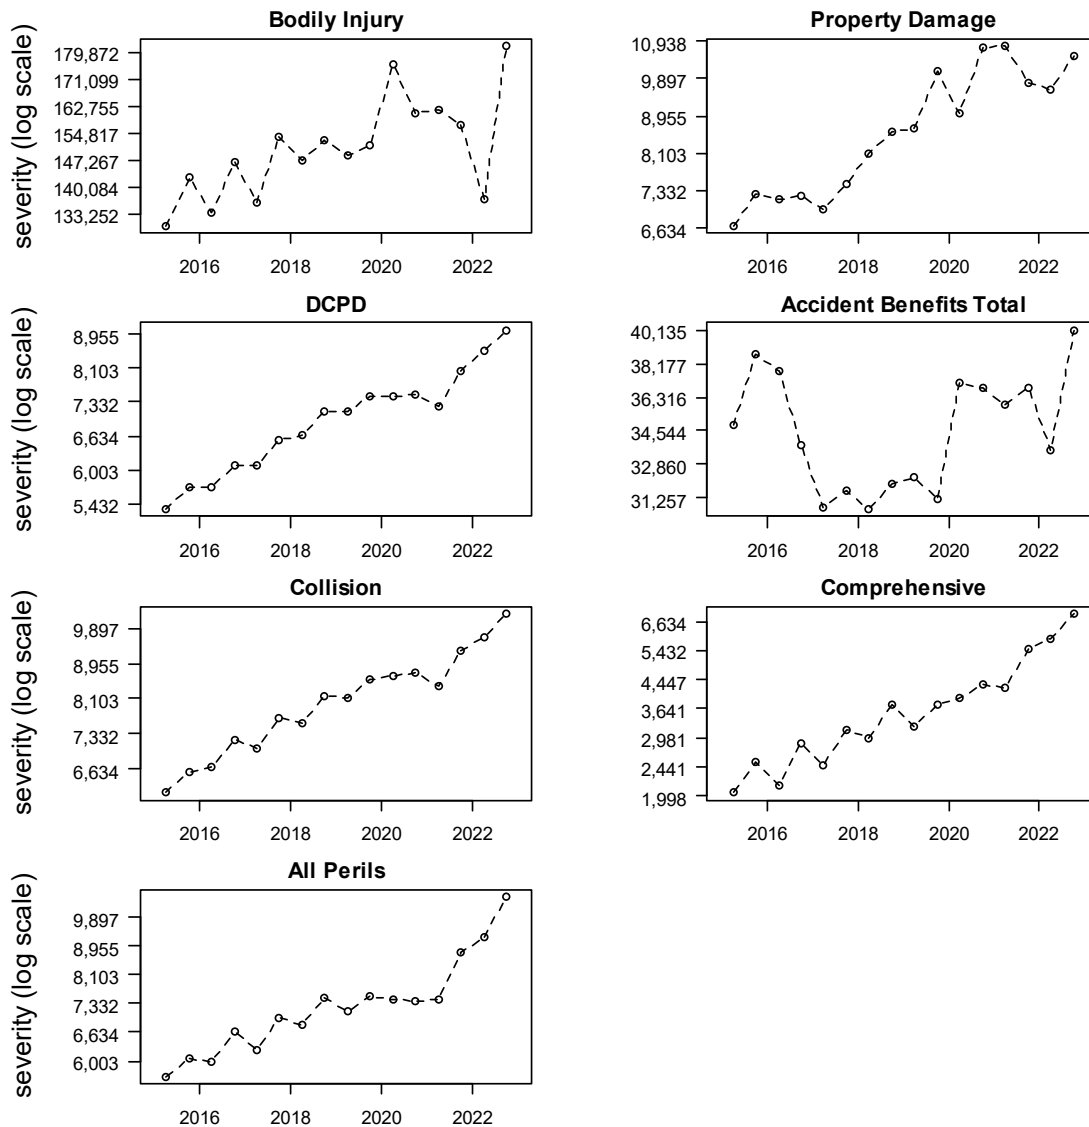 Bodily Injury
severity (log scale)
179,872
171,099
162,755
154,817
147,267
140,084
133,252
2016 2018 2020 2022
Property Damage
10,938
9,897
8,955
8,103
7,332
6,634
2016 2018 2020 2022
DCPD
severity (log scale)
8,955
8,103
7,332
6,634
6,003
5,432
2016 2018 2020 2022
Accident Benefits Total
40,135
38,177
36,316
34,544
32,860
31,257
2016 2018 2020 2022
Collision
severity (log scale)
9,897
8,955
8,103
7,332
6,634
2016 2018 2020 2022
Comprehensive
6,634
5,432
4,447
3,641
2,981
2,441
1,998
2016 2018 2020 2022
All Perils
severity (log scale)
9,897
8,955
8,103
7,332
6,634
6,003
2016 2018 2020 2022